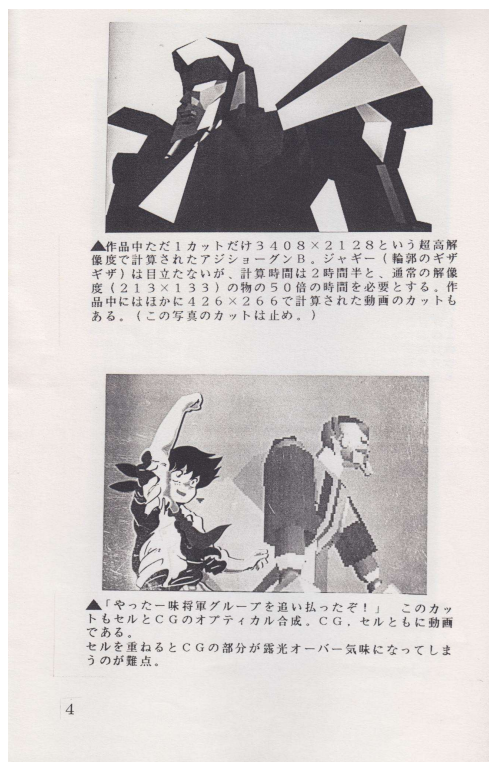 ▲作品中ただ1カットだけ3408×2128という超高解
像度で計算されたアジショーグンB。ジャギー(輪郭のギザ
ギザ)は目立たないが、計算時間は2時間半と、通常の解像
度(213×133)の物の50倍の時間を必要とする。作
品中にはほかに426×266で計算された動画のカットも
ある。(この写真のカットは止め。)
▲「やったー味将軍グループを追い払ったぞ!」 このカッ
トもセルとCGのオプティカル合成。CG,セルともに動画
である。
セルを重ねるとCGの部分が露光オーバー気味になってしま
うのが難点。
4